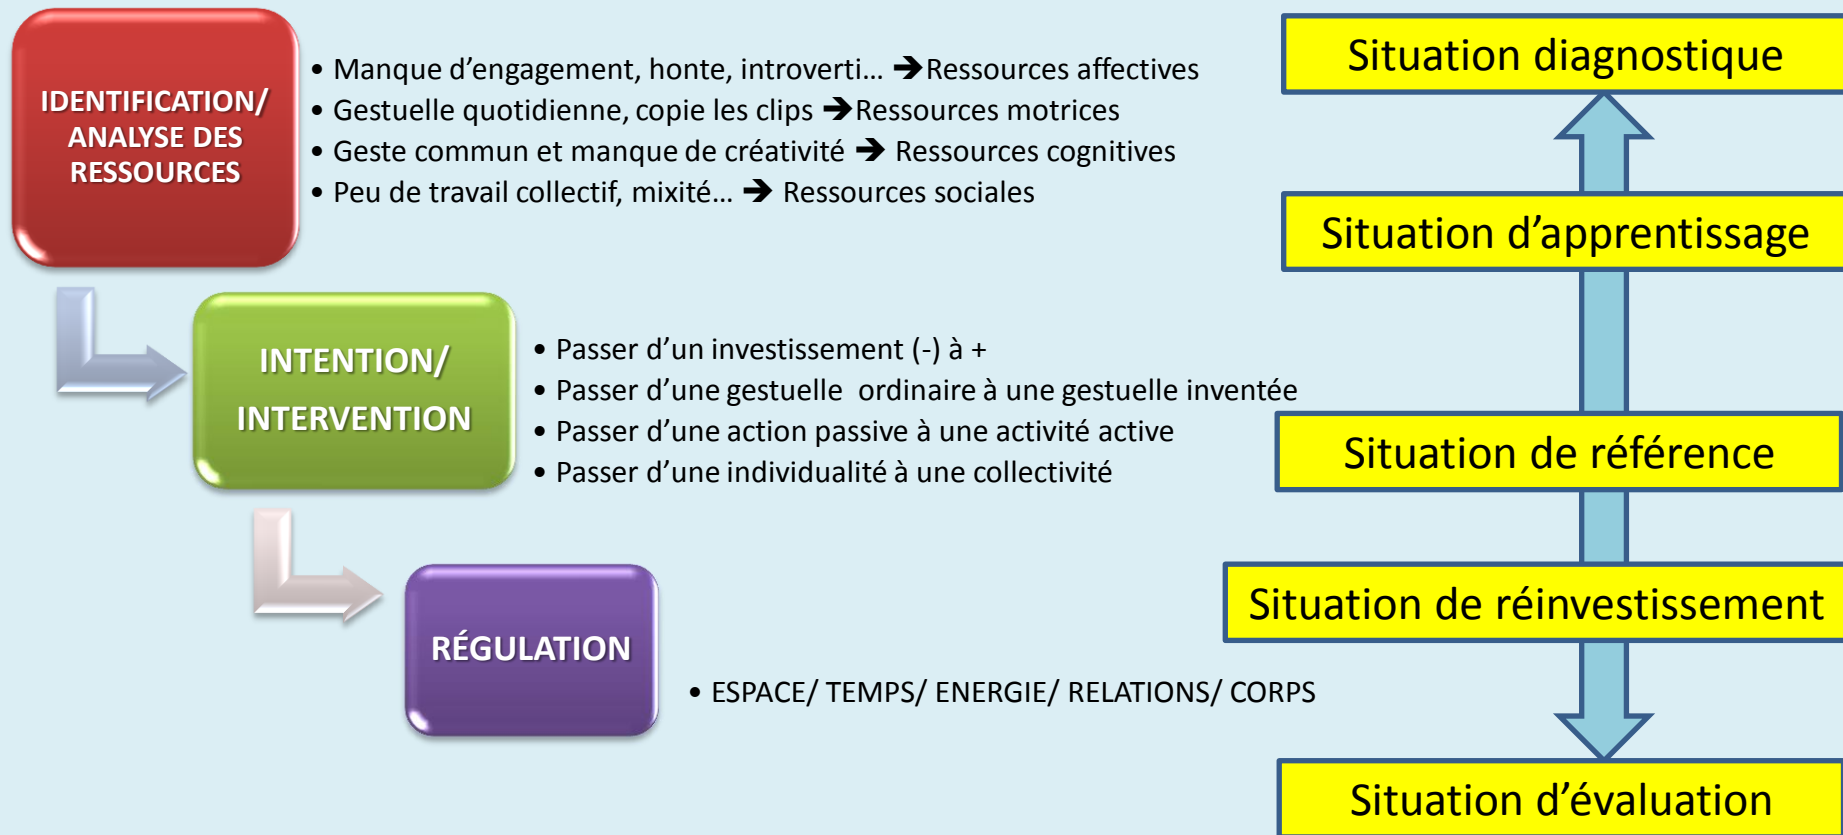 IDENTIFICATION/
ANALYSE DES
RESSOURCES
• Manque d'engagement, honte, introverti… ➔Ressources affectives
• Gestuelle quotidienne, copie les clips ➔Ressources motrices
• Geste commun et manque de créativité ➔ Ressources cognitives
• Peu de travail collectif, mixité… ➔ Ressources sociales
INTENTION/
INTERVENTION
• Passer d'un investissement (-) à +
• Passer d'une gestuelle ordinaire à une gestuelle inventée
• Passer d'une action passive à une activité active
• Passer d'une individualité à une collectivité
RÉGULATION
• ESPACE/ TEMPS/ ENERGIE/ RELATIONS/ CORPS
Situation diagnostique
Situation d'apprentissage
Situation de référence
Situation de réinvestissement
Situation d'évaluation